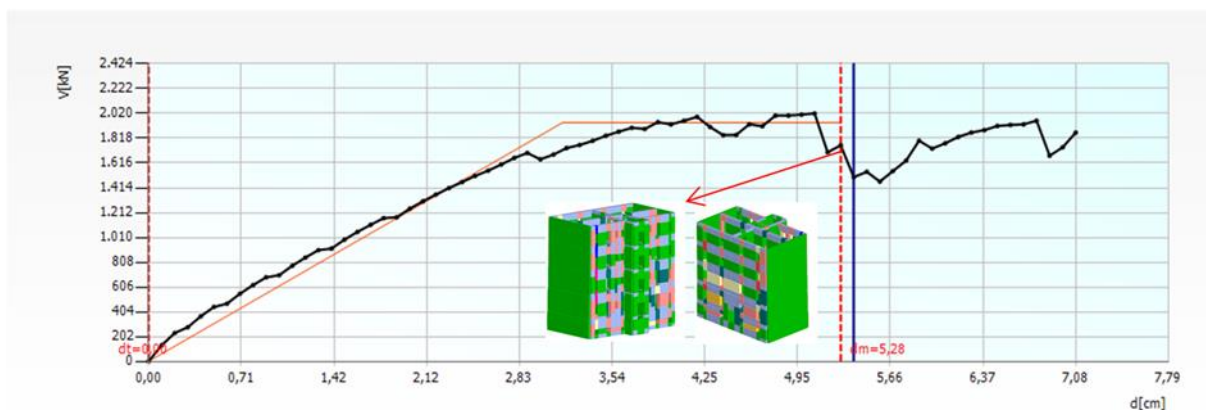 V[kN]
2.424
2.222
2.020
1.818
1.616
1.414
1.212
1.010
808
606
404
202
0
dt=0,00
dm=5,28
0,00 0,71 1,42 2,12 2,83 3,54 4,25 4,95 5,66 6,37 7,08 7,79
d[cm]